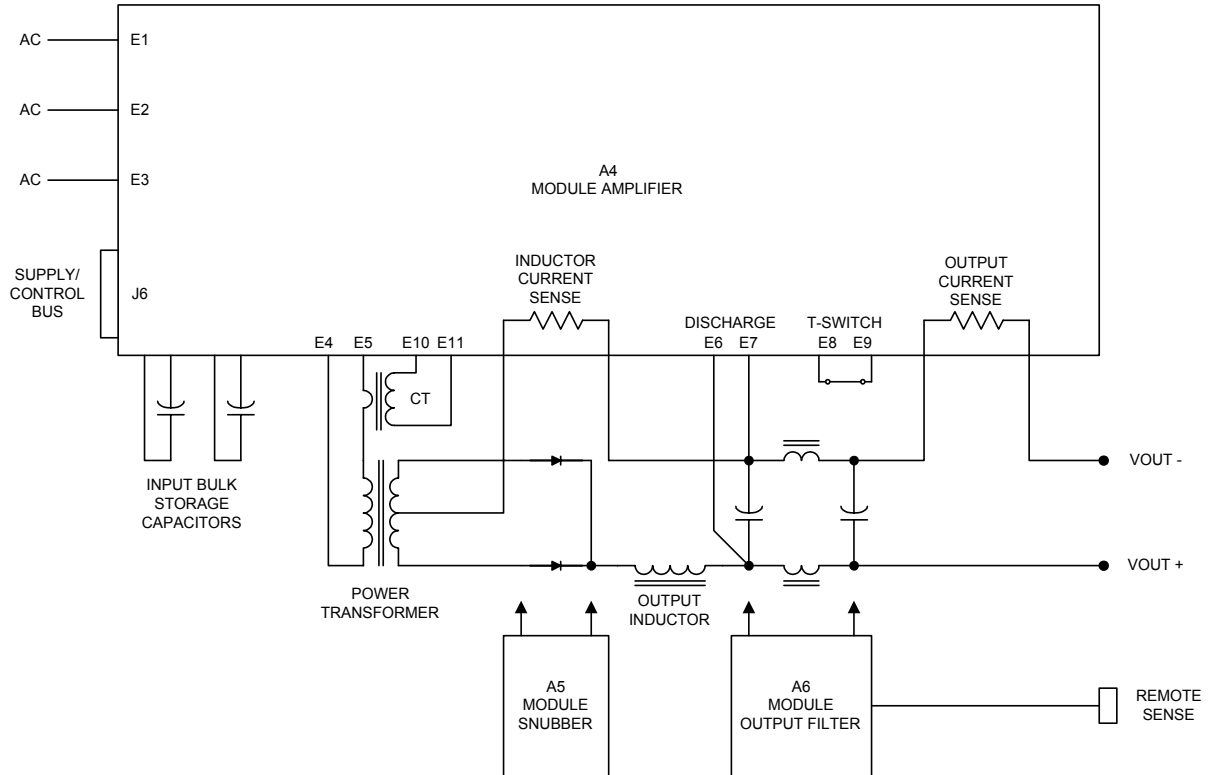 AC
E1
AC
E2
A4
MODULE AMPLIFIER
AC
E3
SUPPLY/
CONTROL
BUS
J6
INDUCTOR
CURRENT
SENSE
OUTPUT
CURRENT
SENSE
DISCHARGE
T-SWITCH
E4
E5
E10
E11
E6
E7
E8
E9
CT
INPUT BULK
STORAGE
CAPACITORS
VOUT -
VOUT +
POWER
TRANSFORMER
OUTPUT
INDUCTOR
A5
MODULE
SNUBBER
A6
MODULE
OUTPUT FILTER
REMOTE
SENSE